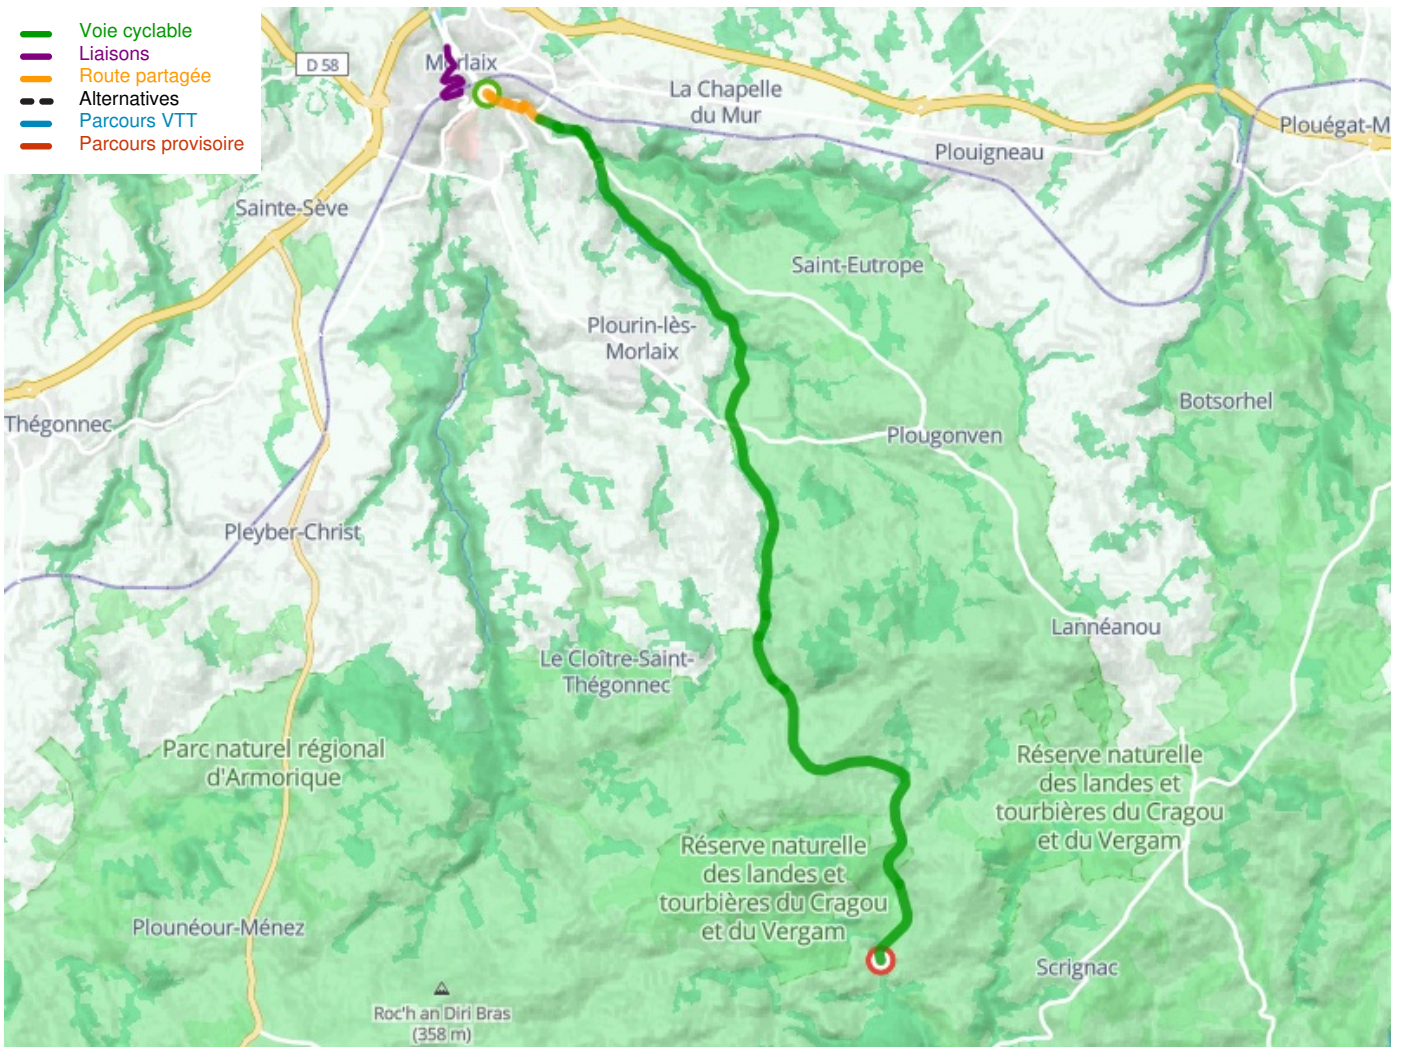 Voie cyclable
Liaisons
Route partagée
Alternatives
Parcours VTT
Parcours provisoire
D 58
Morlaix
La Chapelle
du Mur
Plouégat-M
Plouigneau
Sainte-Sève
Saint-Eutrope
Plourin-lès-
Morlaix
Botsorhel
Thégonnec
Plougonven
Pleyber-Christ
Lannéanou
Le Cloître-Saint-
Thégonnec
Parc naturel régional
d'Armorique
Réserve naturelle
des landes et
tourbières du Cragou
et du Vergam
Réserve naturelle
des landes et
tourbières du Cragou
et du Vergam
Plounéour-Ménez
Scrignac
Roc'h an Diri Bras
(358 m)